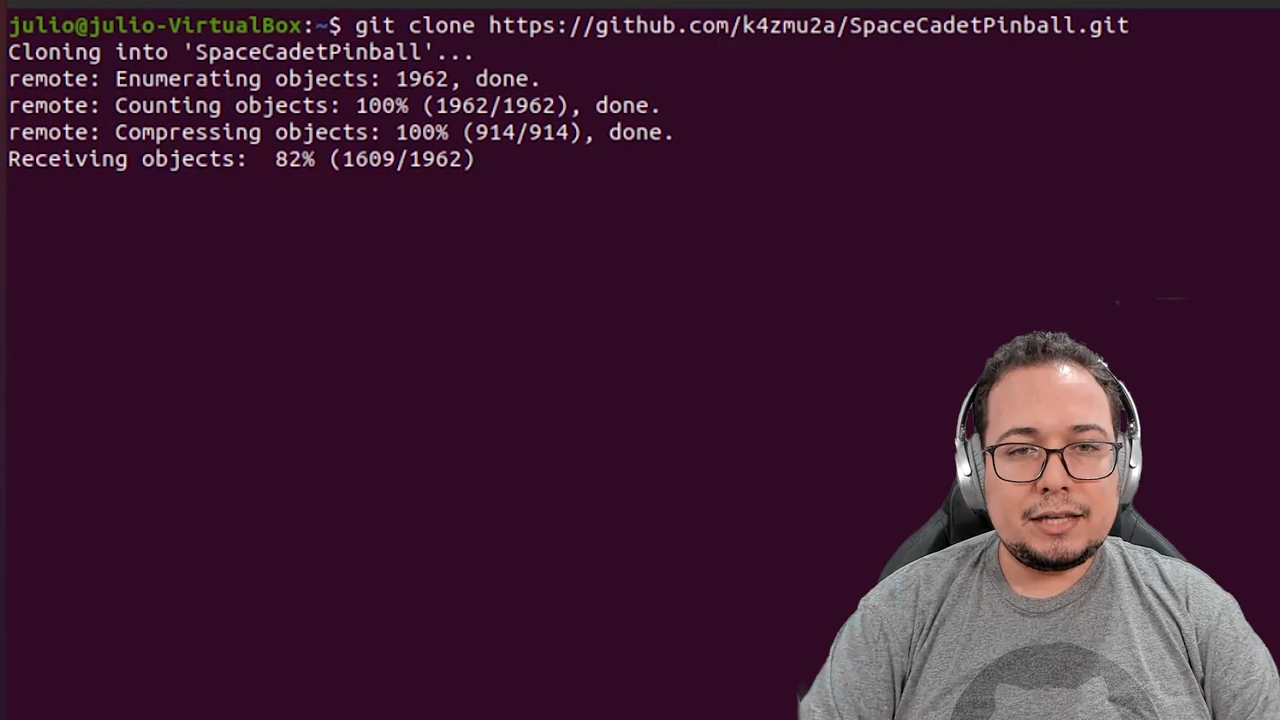 julio@julio-VirtualBox:~$ git clone https://github.com/k4zmu2a/SpaceCadetPinball.git
Cloning into 'SpaceCadetPinball'...
remote: Enumerating objects: 1962, done.
remote: Counting objects: 100% (1962/1962), done.
remote: Compressing objects: 100% (914/914), done.
Receiving objects:  82% (1609/1962)